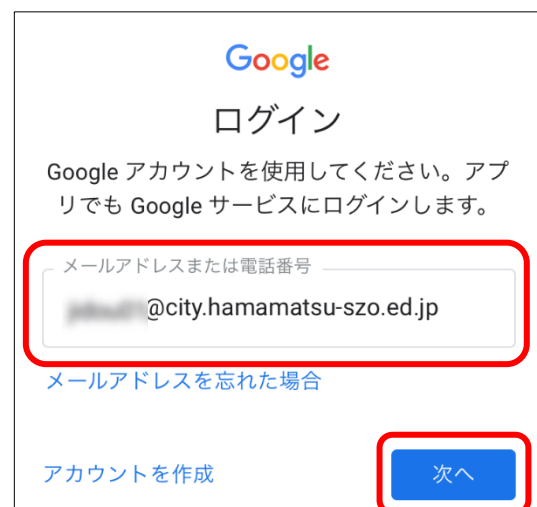 Google
ログイン
Google アカウントを使用してください。アプ
リでも Google サービスにログインします。
メールアドレスまたは電話番号
@city.hamamatsu-szo.ed.jp
メールアドレスを忘れた場合
アカウントを作成
次へ